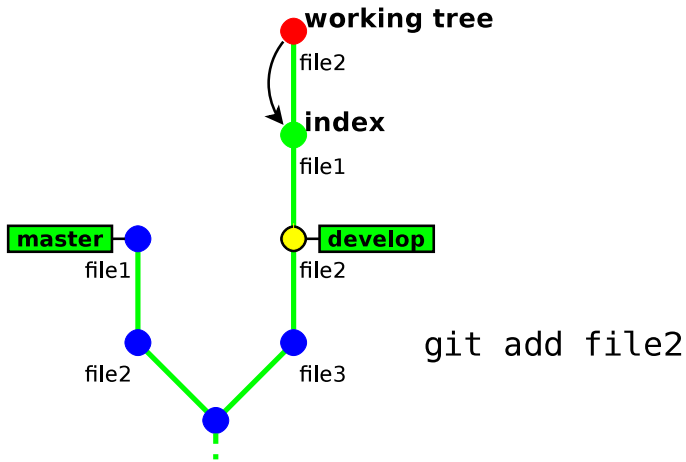 working tree
file2
index
file1
master
develop
file1
file2
git add file2
file2
file3